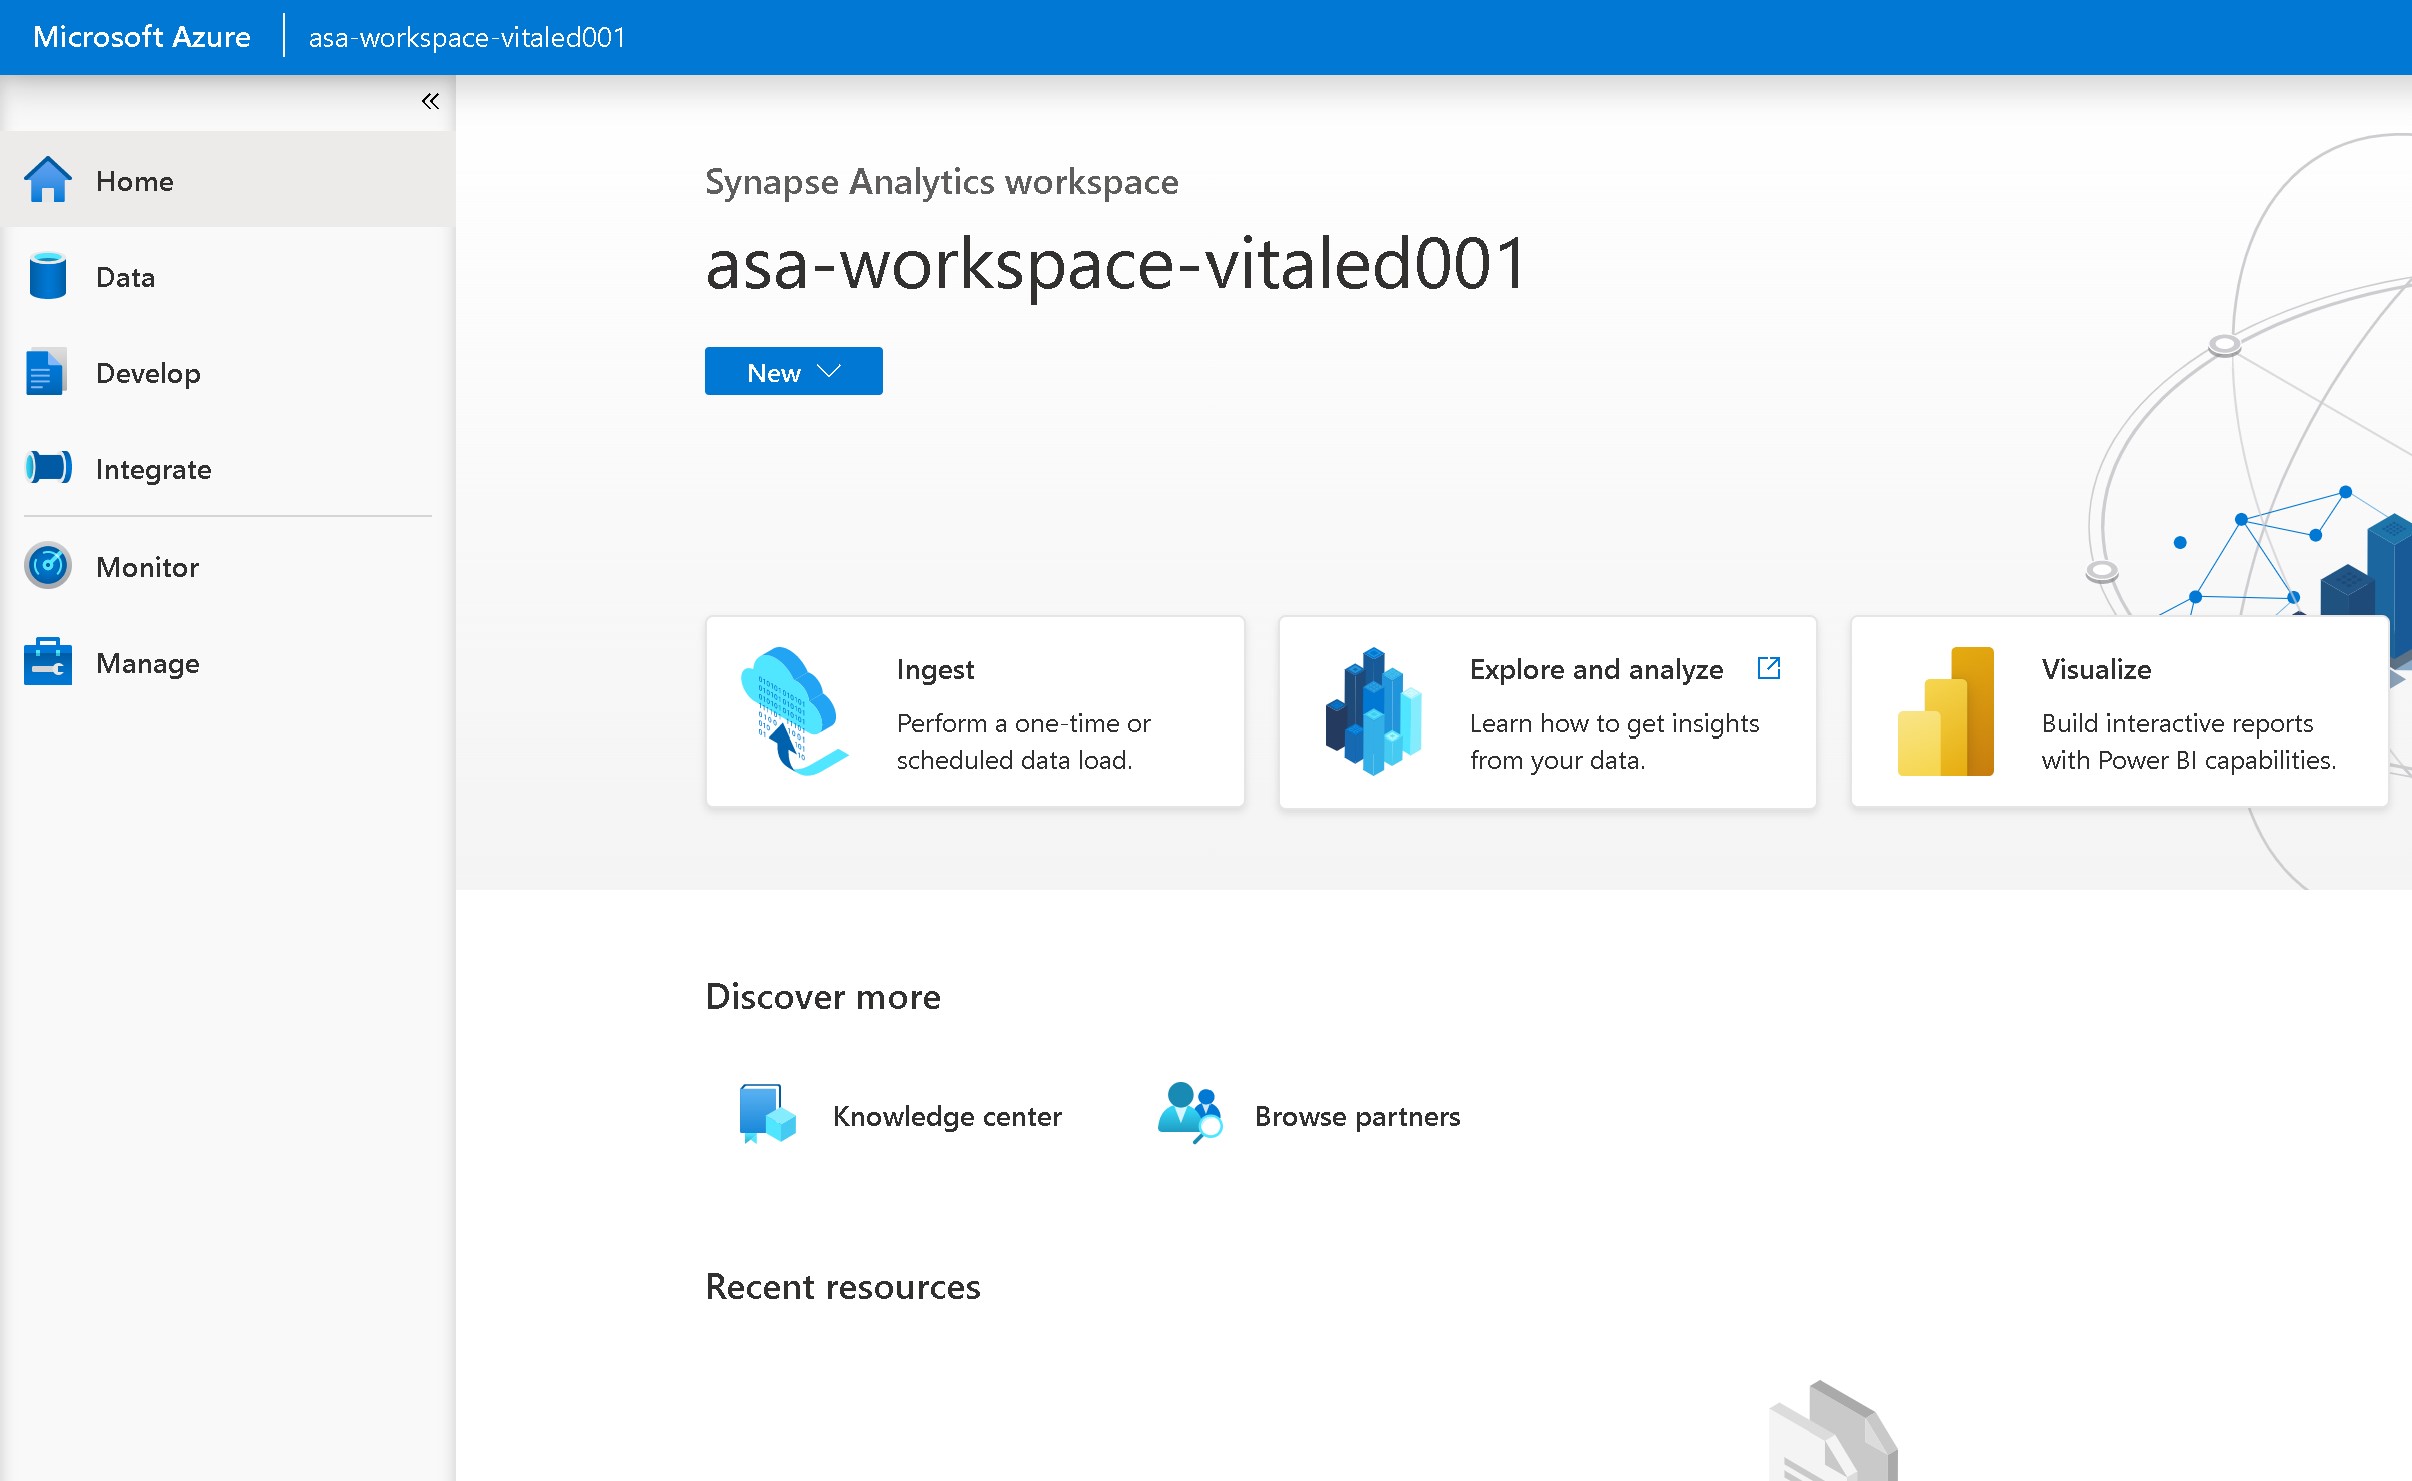 Microsoft Azure
asa-workspace-vitaled001
Home
Data
Develop
Integrate
Monitor
Manage
Synapse Analytics workspace
asa-workspace-vitaled001
New
Ingest
Perform a one-time or
scheduled data load.
Explore and analyze
Learn how to get insights
from your data.
Visualize
Build interactive reports
with Power BI capabilities.
Discover more
Knowledge center
Browse partners
Recent resources